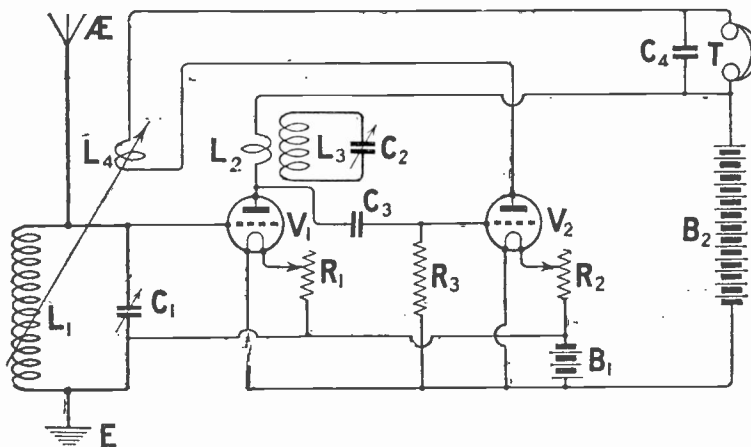 Æ
C₄
T
L₄
L₂
L₃
C₂
V₁
C₃
V₂
B₂
L₁
C₁
R₁
R₃
R₂
B₁
E